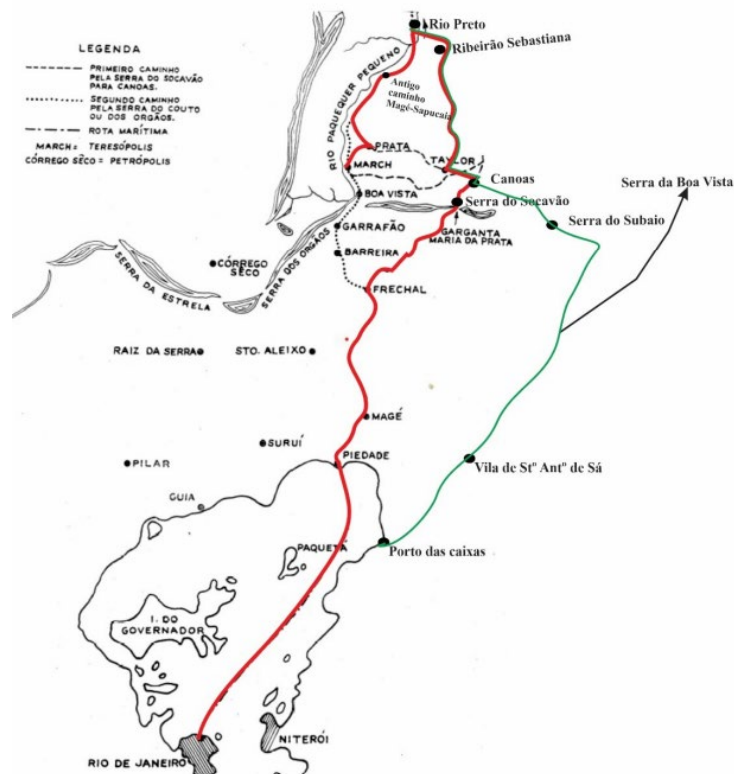 LEGENDA
PRIMEIRO CAMINHO
PELA SERRA DO SOCAVÃO
PARA CANOAS.
SEGUNDO CAMINHO
PELA SERRA DO COUTO
OU DOS ORGÃOS.
ROTA MARÍTIMA
MARCH = TERESÓPOLIS
CÓRREGO SÊCO = PETRÓPOLIS
Rio Preto
Ribeirão Sebastiana
RIO PAQUEQUER PEQUENO
Antigo
caminho
Magé-Sapucaia
PRATA
MARCH
TAYLOR
Canoas
BOA VISTA
Serra do Socavão
Serra da Boa Vista
Serra do Subaio
GARRAFÃO
GARGANTA
MARIA DA PRATA
SERRA DOS ORGÃOS
CÓRREGO
SÊCO
BARREIRA
SERRA DA ESTRELA
FRECHAL
RAIZ DA SERRA
STO. ALEIXO
MAGÉ
SURUÍ
PILAR
PIEDADE
Vila de Stº Antº de Sá
GUIA
PAQUETÁ
Porto das caixas
I. DO
GOVERNADOR
NITERÓI
RIO DE JANEIRO